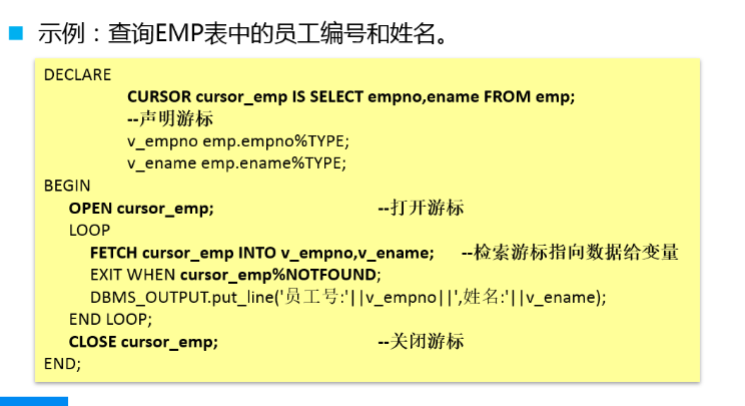 示例：查询EMP表中的员工编号和姓名。
DECLARE
CURSOR cursor_emp IS SELECT empno,ename FROM emp;
--声明游标
v_empno emp.empno%TYPE;
v_ename emp.ename%TYPE;
BEGIN
OPEN cursor_emp; --打开游标
LOOP
FETCH cursor_emp INTO v_empno,v_ename; --检索游标指向数据给变量
EXIT WHEN cursor_emp%NOTFOUND;
DBMS_OUTPUT.put_line('员工号:'||v_empno||',姓名:'||v_ename);
END LOOP;
CLOSE cursor_emp; --关闭游标
END;